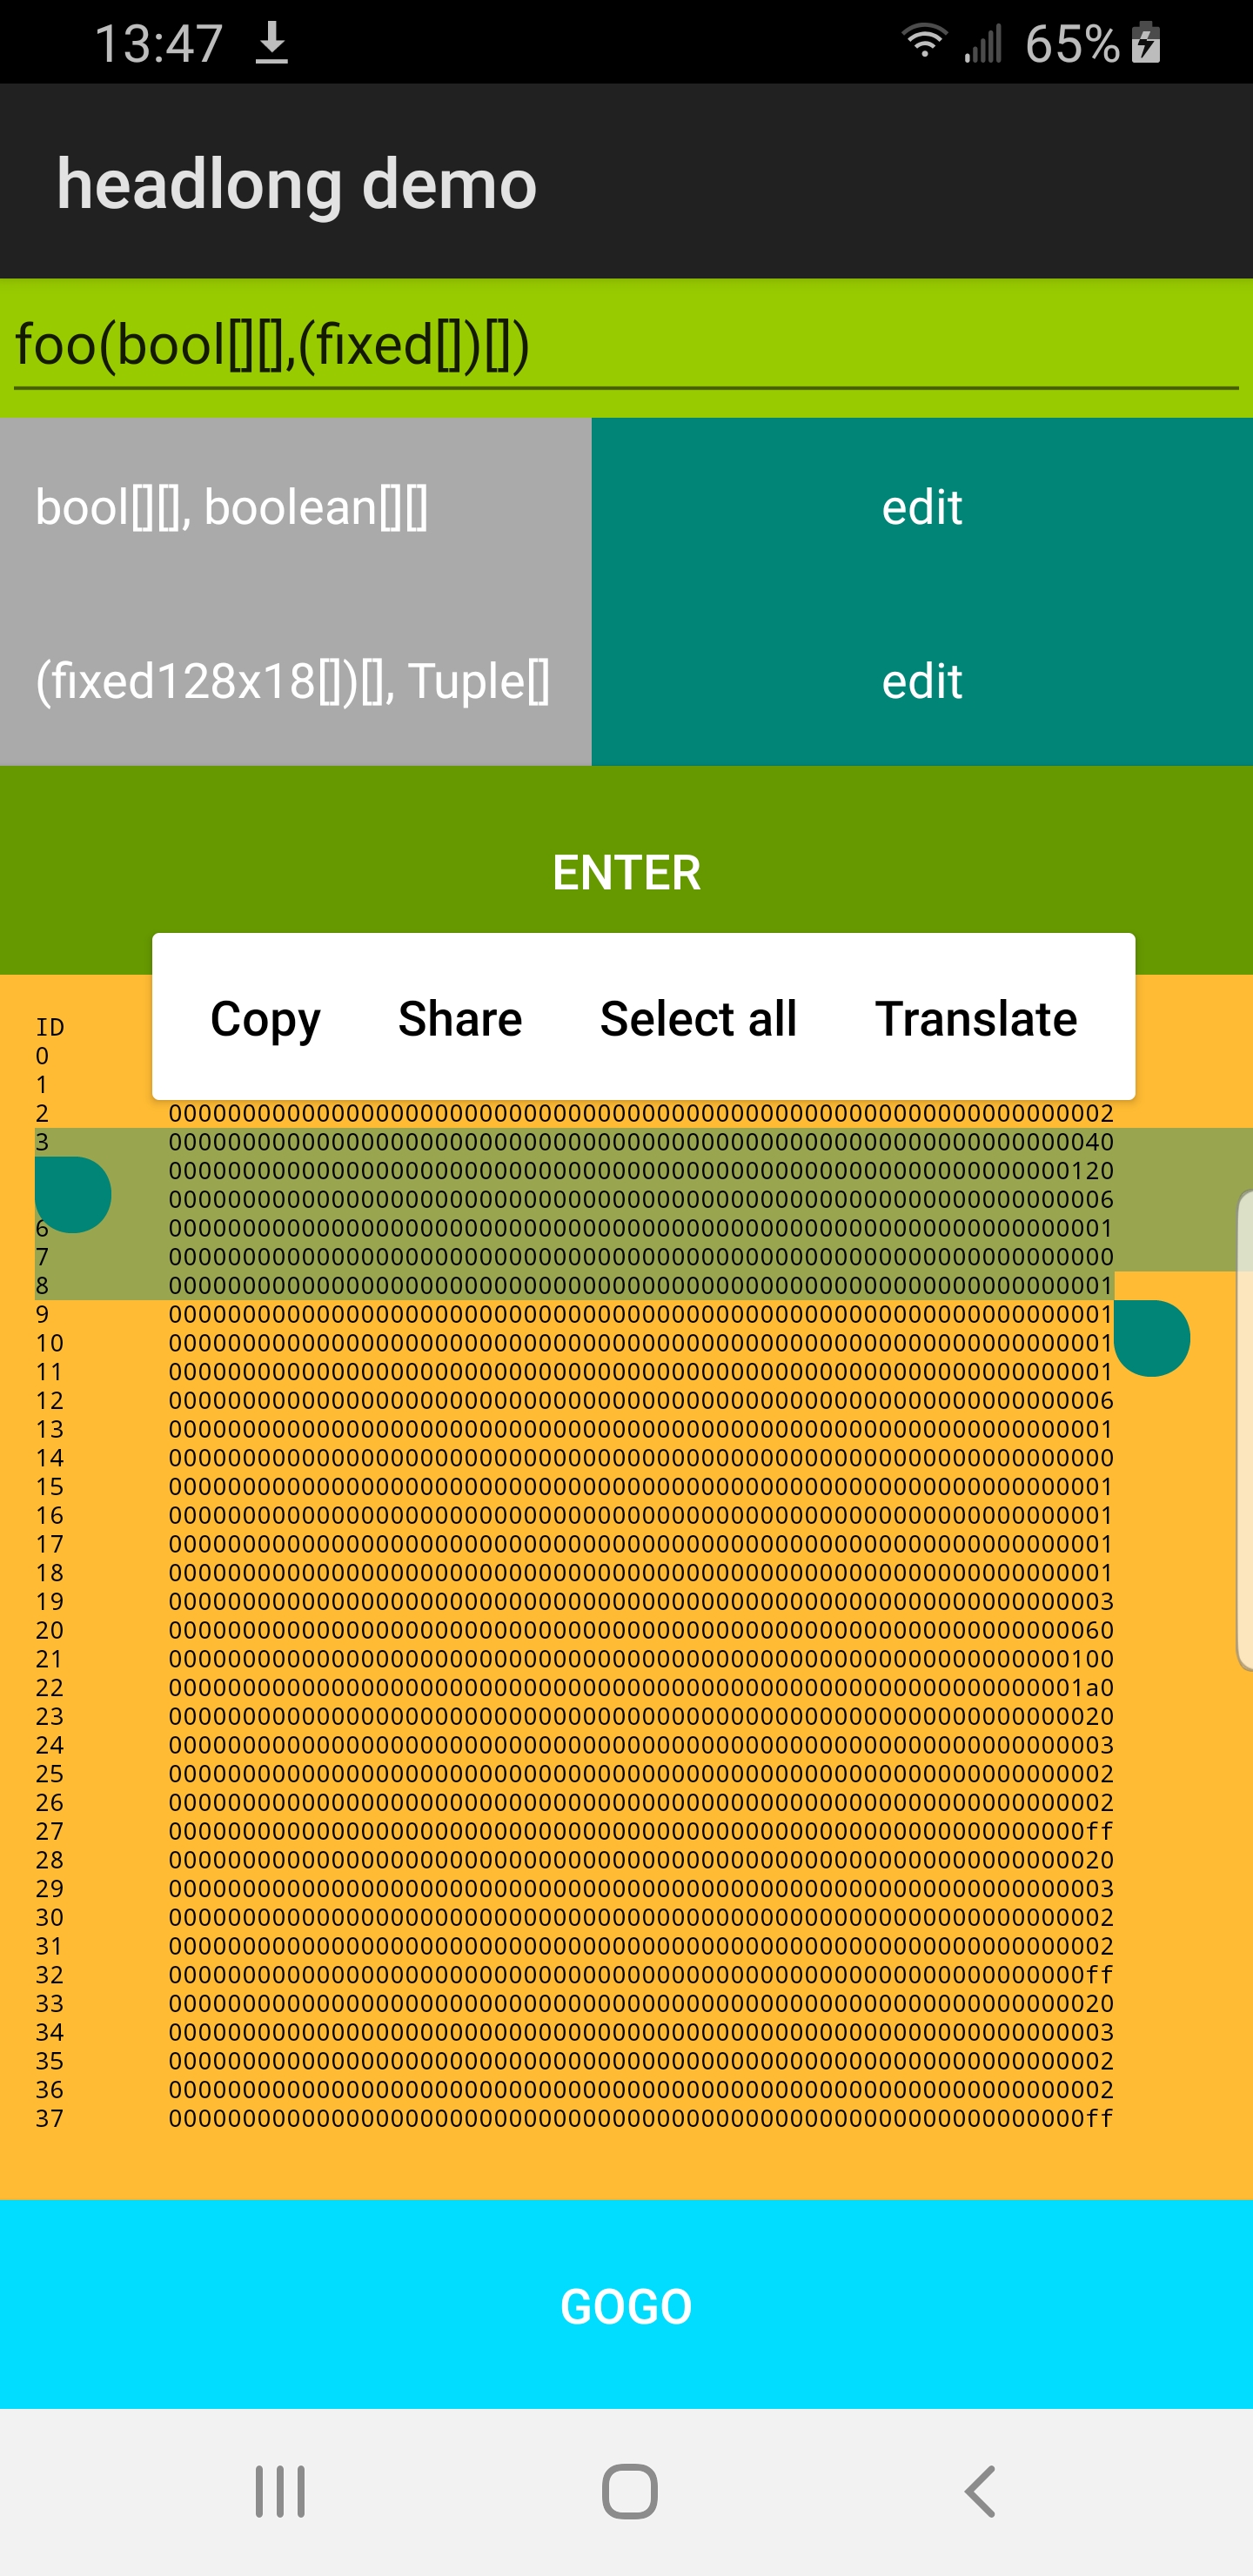 13:47 65%
headlong demo
foo(bool[][],(fixed[])[])
bool[][], boolean[][] edit
(fixed128x18[])[], Tuple[] edit
ENTER
Copy Share Select all Translate
ID
0
1
2 0000000000000000000000000000000000000000000000000000000000000002
3 0000000000000000000000000000000000000000000000000000000000000040
0000000000000000000000000000000000000000000000000000000000000120
0000000000000000000000000000000000000000000000000000000000000006
6 0000000000000000000000000000000000000000000000000000000000000001
7 0000000000000000000000000000000000000000000000000000000000000000
8 0000000000000000000000000000000000000000000000000000000000000001
9 0000000000000000000000000000000000000000000000000000000000000001
10 0000000000000000000000000000000000000000000000000000000000000001
11 0000000000000000000000000000000000000000000000000000000000000001
12 0000000000000000000000000000000000000000000000000000000000000006
13 0000000000000000000000000000000000000000000000000000000000000001
14 0000000000000000000000000000000000000000000000000000000000000000
15 0000000000000000000000000000000000000000000000000000000000000001
16 0000000000000000000000000000000000000000000000000000000000000001
17 0000000000000000000000000000000000000000000000000000000000000001
18 0000000000000000000000000000000000000000000000000000000000000001
19 0000000000000000000000000000000000000000000000000000000000000003
20 0000000000000000000000000000000000000000000000000000000000000060
21 0000000000000000000000000000000000000000000000000000000000000100
22 00000000000000000000000000000000000000000000000000000000000001a0
23 0000000000000000000000000000000000000000000000000000000000000020
24 0000000000000000000000000000000000000000000000000000000000000003
25 0000000000000000000000000000000000000000000000000000000000000002
26 0000000000000000000000000000000000000000000000000000000000000002
27 00000000000000000000000000000000000000000000000000000000000000ff
28 0000000000000000000000000000000000000000000000000000000000000020
29 0000000000000000000000000000000000000000000000000000000000000003
30 0000000000000000000000000000000000000000000000000000000000000002
31 0000000000000000000000000000000000000000000000000000000000000002
32 00000000000000000000000000000000000000000000000000000000000000ff
33 0000000000000000000000000000000000000000000000000000000000000020
34 0000000000000000000000000000000000000000000000000000000000000003
35 0000000000000000000000000000000000000000000000000000000000000002
36 0000000000000000000000000000000000000000000000000000000000000002
37 00000000000000000000000000000000000000000000000000000000000000ff
GOGO